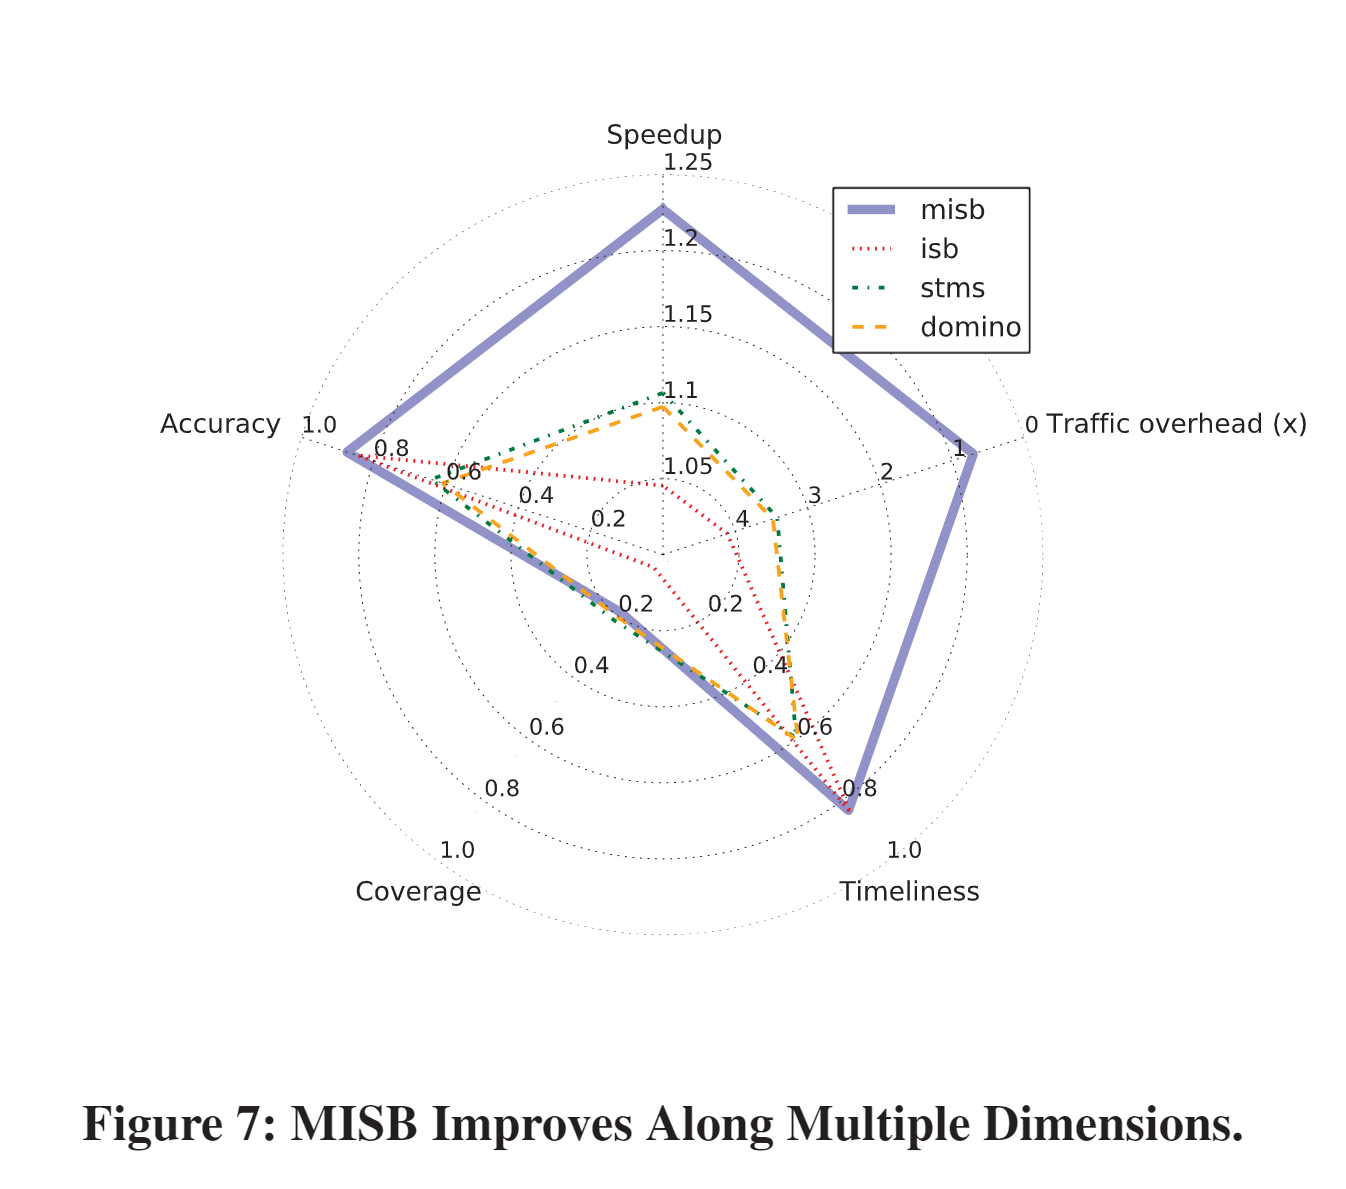 Speedup
1.25
misb
1.2
isb
stms
1.15
domino
1.1
Accuracy
1.0
0 Traffic overhead (x)
0.8
1
1.05
0.6
2
0.4
3
0.2
4
0.2
0.2
0.4
0.4
0.6
0.6
0.8
0.8
1.0
1.0
Coverage
Timeliness
Figure 7: MISB Improves Along Multiple Dimensions.